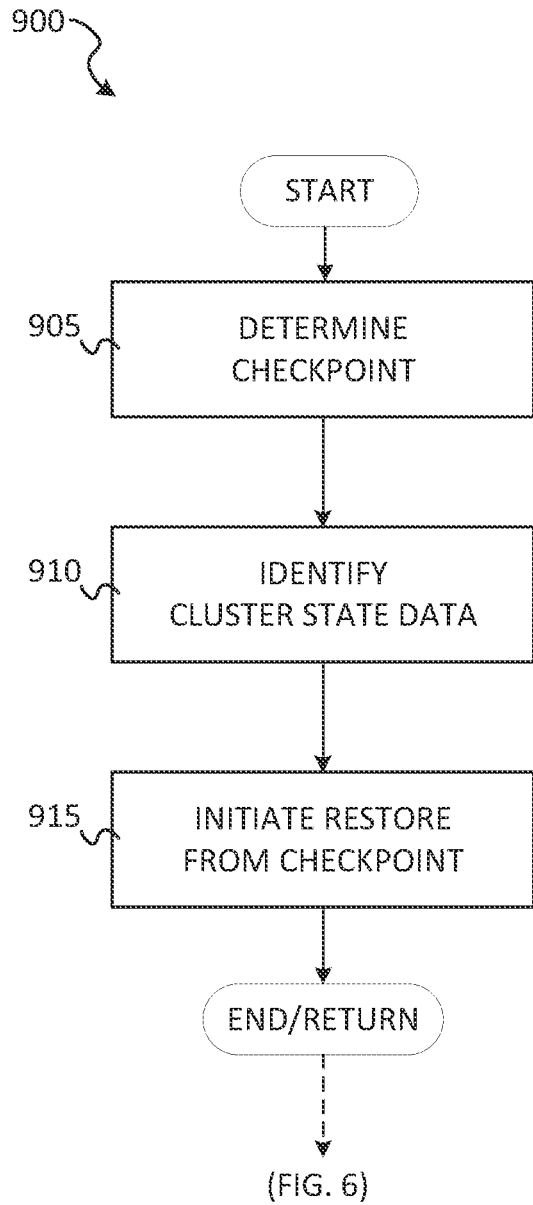 900
START
905
DETERMINE
CHECKPOINT
910
IDENTIFY
CLUSTER STATE DATA
915
INITIATE RESTORE
FROM CHECKPOINT
END/RETURN
(FIG. 6)